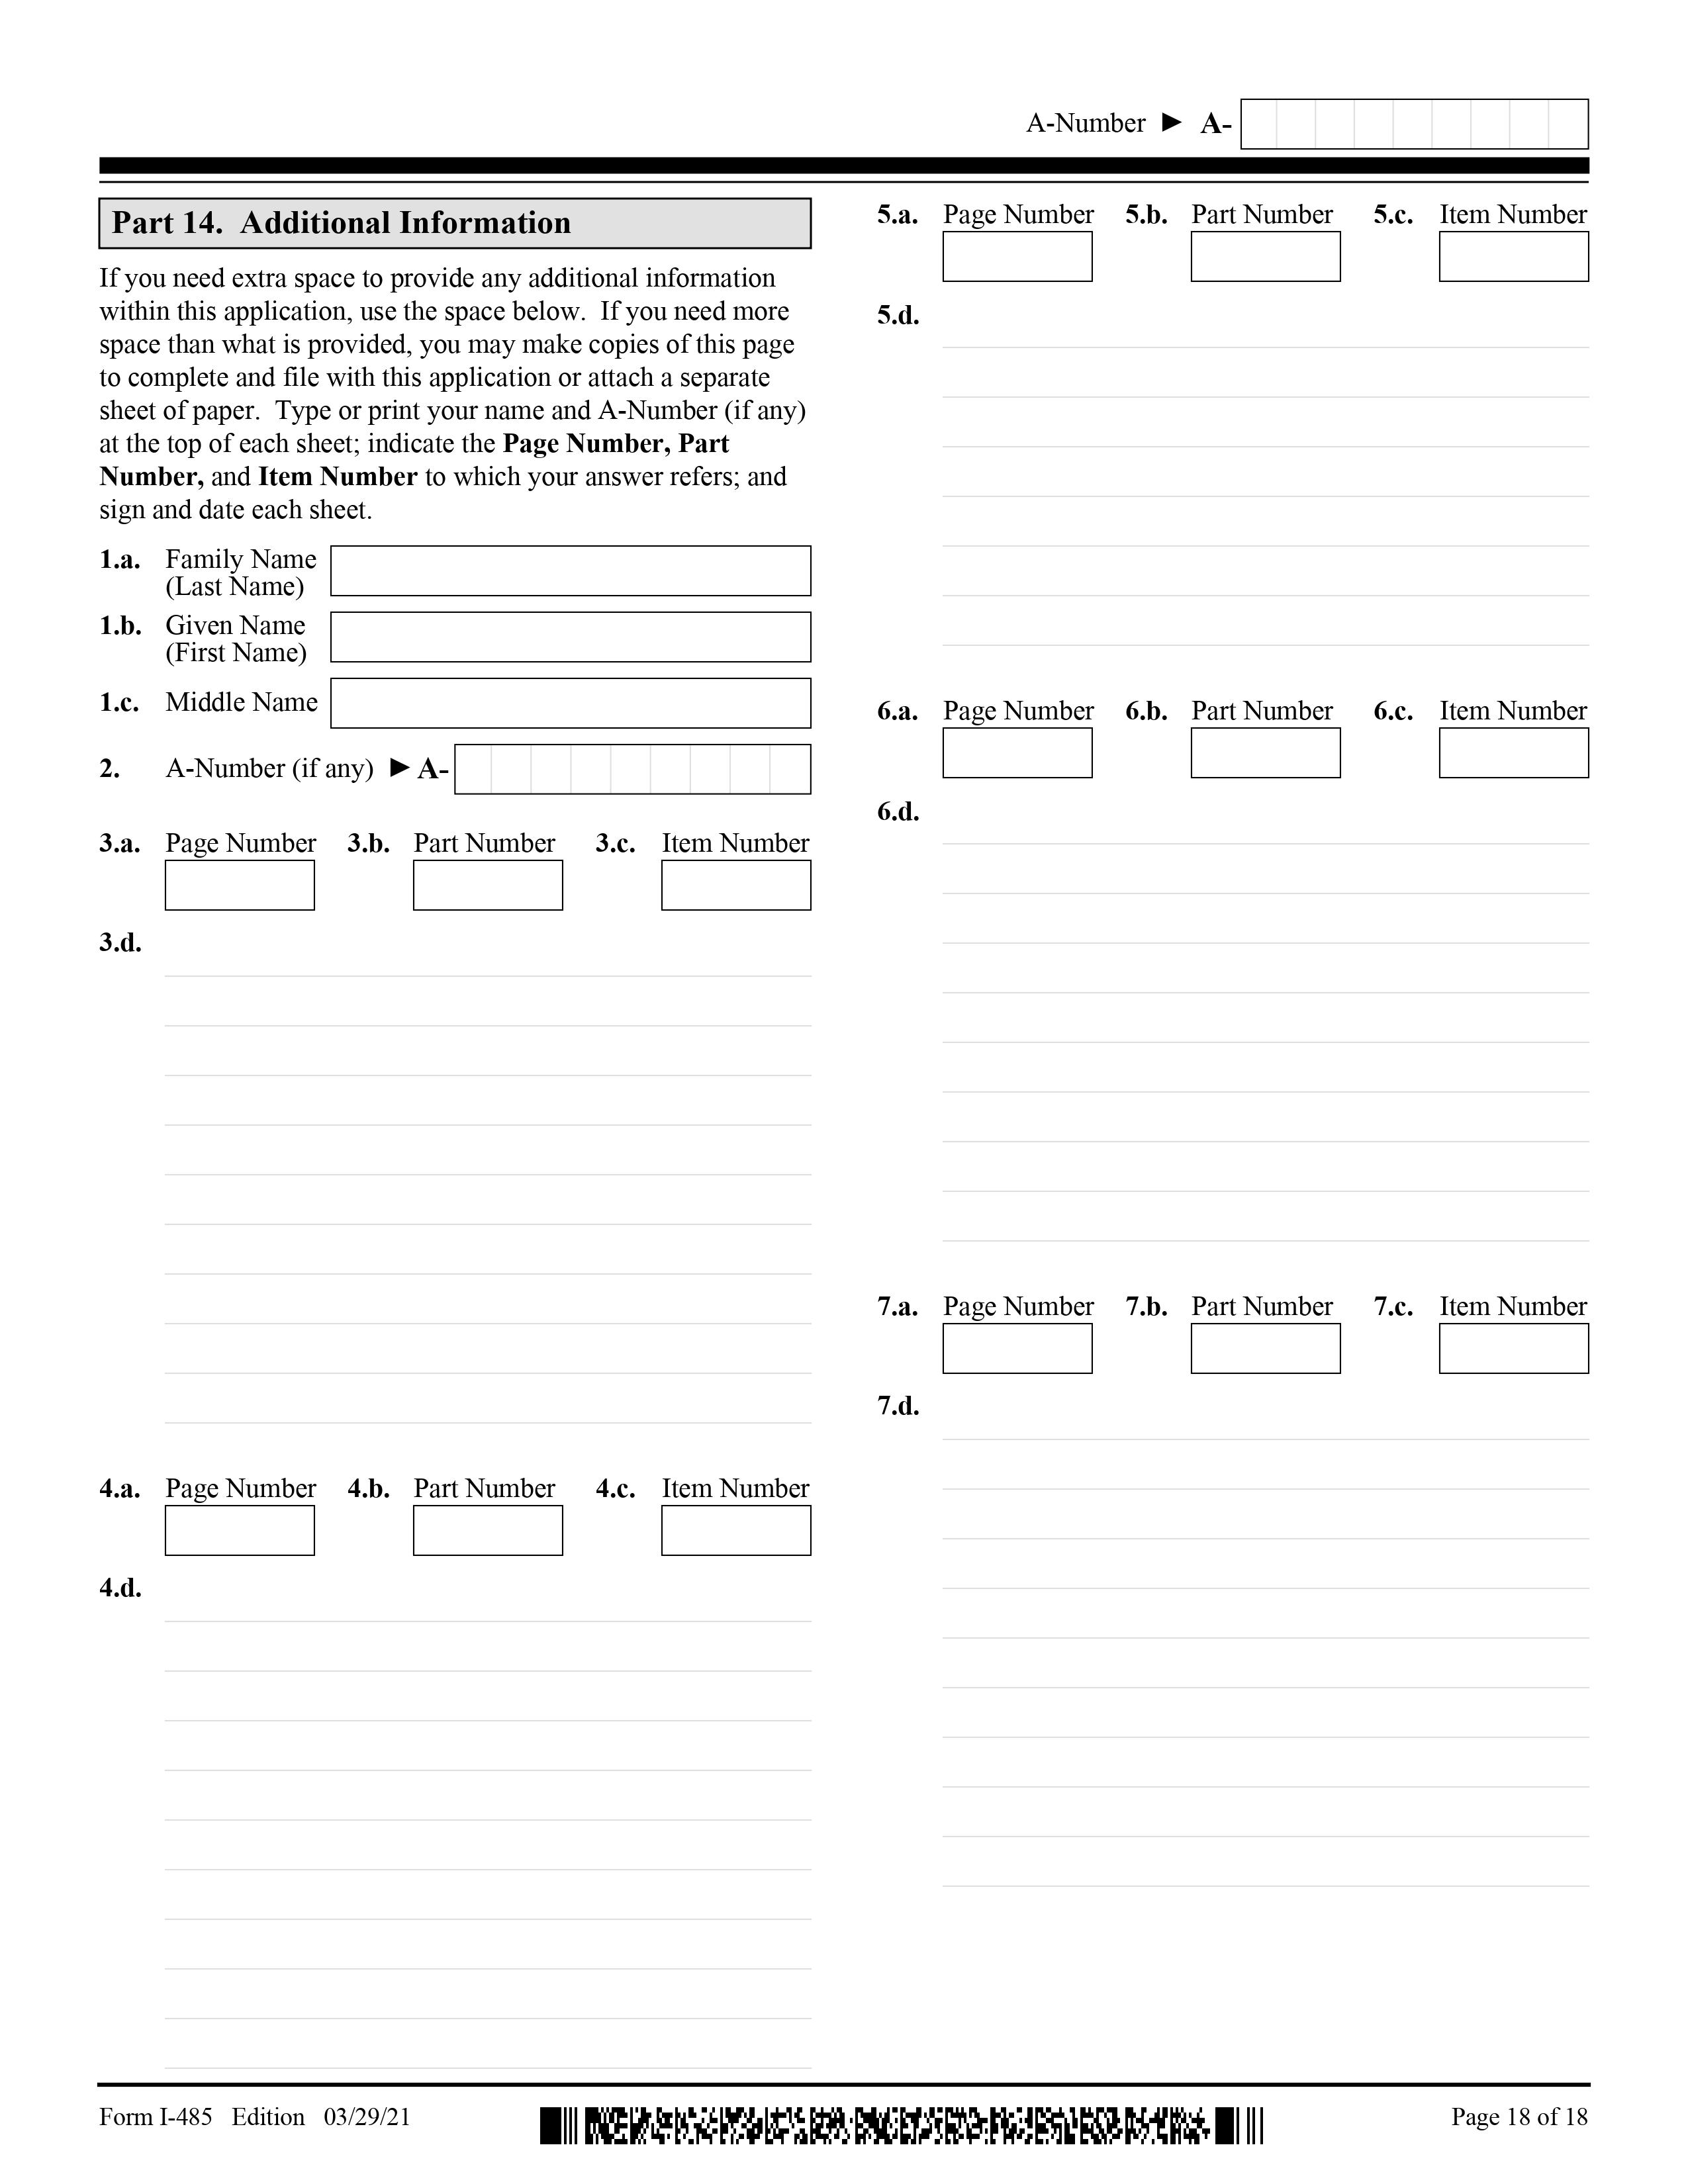 A-Number ► A-
Part 14. Additional Information
If you need extra space to provide any additional information
within this application, use the space below. If you need more
space than what is provided, you may make copies of this page
to complete and file with this application or attach a separate
sheet of paper. Type or print your name and A-Number (if any)
at the top of each sheet; indicate the Page Number, Part
Number, and Item Number to which your answer refers; and
sign and date each sheet.
1.a. Family Name
(Last Name)
1.b. Given Name
(First Name)
1.c. Middle Name
2. A-Number (if any) ► A-
3.a. Page Number 3.b. Part Number 3.c. Item Number
3.d.
4.a. Page Number 4.b. Part Number 4.c. Item Number
4.d.
5.a. Page Number 5.b. Part Number 5.c. Item Number
5.d.
6.a. Page Number 6.b. Part Number 6.c. Item Number
6.d.
7.a. Page Number 7.b. Part Number 7.c. Item Number
7.d.
Form I-485 Edition 03/29/21
Page 18 of 18